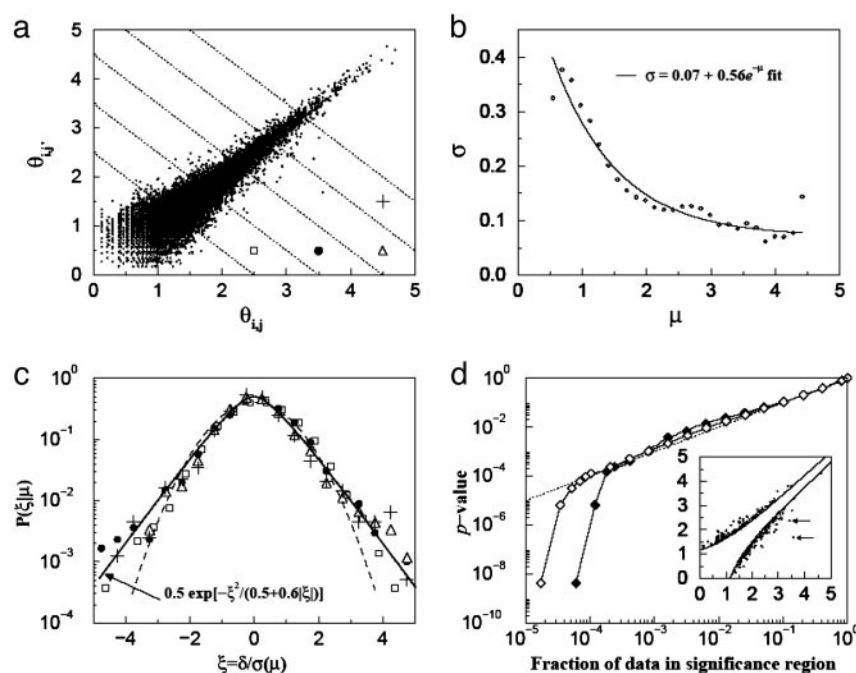 a
5
4
3
2
1
0
θi,j'
0 1 2 3 4 5
θi,j
b
0.4
0.3
0.2
0.1
0.0
σ
σ = 0.07 + 0.56e^−μ fit
0 1 2 3 4 5
μ
c
10^0
10^−1
10^−2
10^−3
10^−4
P(ξ|μ)
0.5 exp[−ξ^2/(0.5+0.6|ξ|)]
−4 −2 0 2 4
ξ=δ/σ(μ)
d
10^0
10^−2
10^−4
10^−6
10^−8
10^−10
p–value
5
4
3
2
1
0
0 1 2 3 4 5
10^−5 10^−4 10^−3 10^−2 10^−1 10^0
Fraction of data in significance region